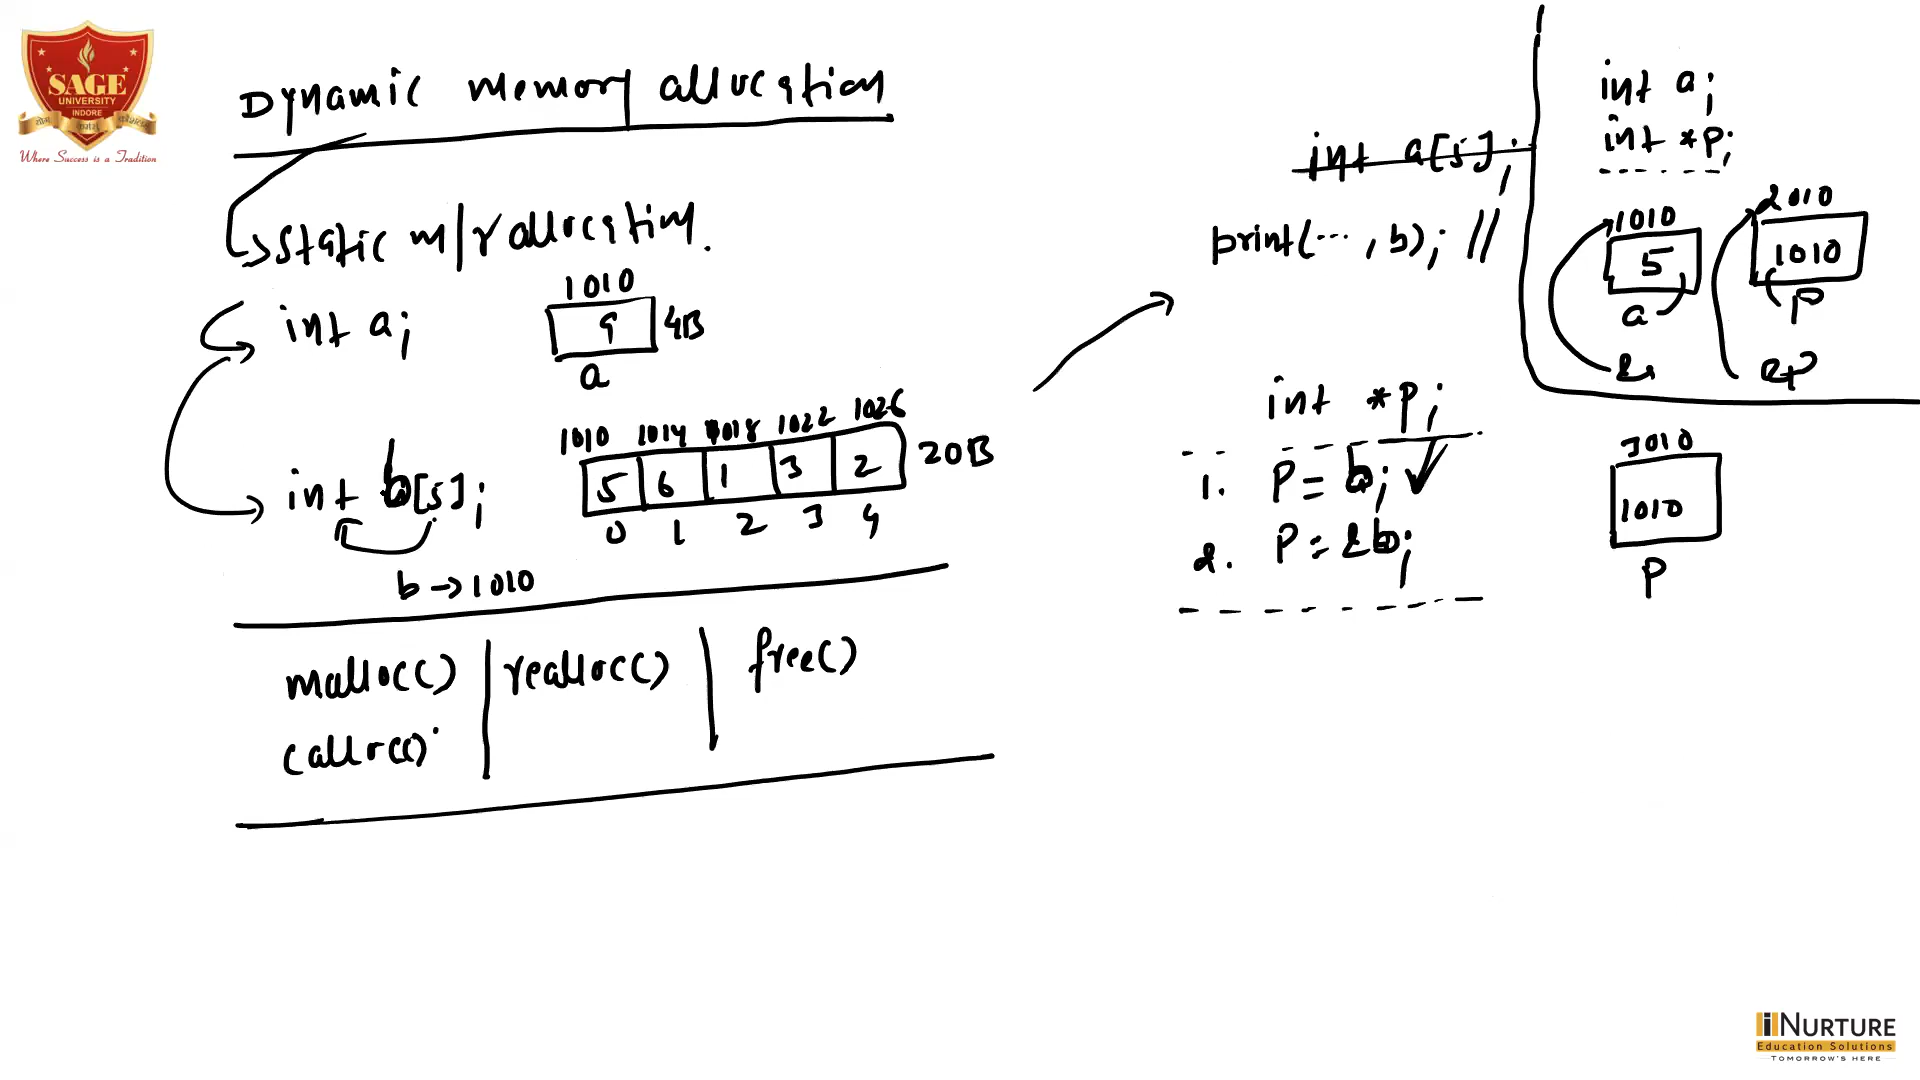 SAGE
UNIVERSITY
INDORE
Where Success is a Tradition
Dynamic memory allocation
static m/r allocation.
int a;
1010
9
4B
a
int b[5];
1010 1014 1018 1022 1026
5 6 1 3 2
20B
0 1 2 3 4
b → 1010
malloc() realloc() free()
calloc()
int a[5];
print(... , b); //
int a;
int *p;
1010
5
a
2010
1010
P
&P
int *p;
1. P = b; ✓
2. P = &b;
3010
1010
P
iNURTURE
Education Solutions
TOMORROW'S HERE